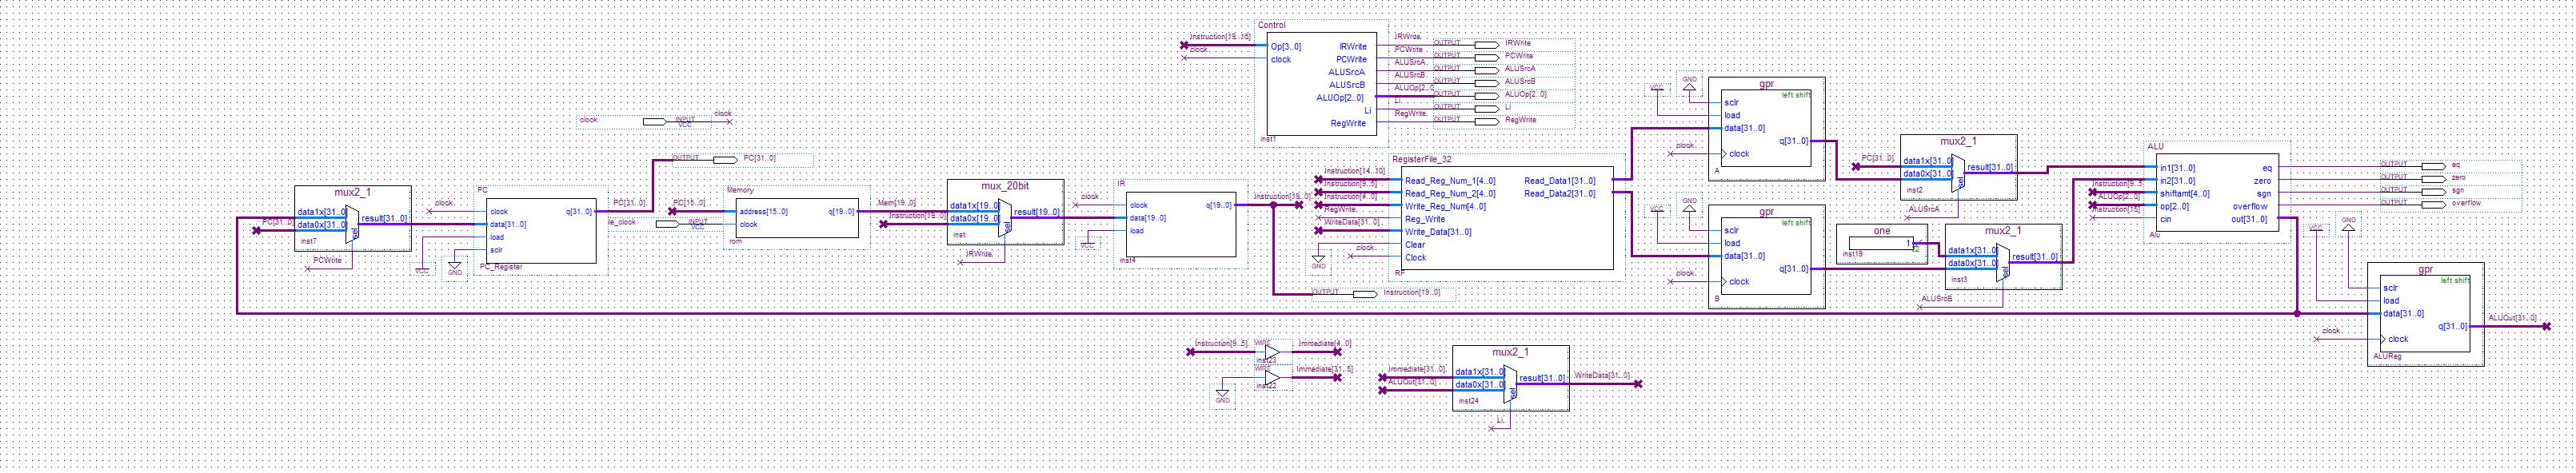 Control
Instruction[19..16]
clock
Op[3..0]
clock
IRWrite
PCWrite
ALUSrcA
ALUSrcB
ALUOp[2..0]
Li
RegWrite
inst1
IRWrite.
OUTPUT
IRWrite
PCWrite
OUTPUT
PCWrite
ALUSrcA
OUTPUT
ALUSrcA
ALUSrcB
OUTPUT
ALUSrcB
OUTPUT
ALUOp[2..0]
Li.
OUTPUT
Li
RegWrite.
OUTPUT
RegWrite
clock
INPUT
VCC
clock
mux2_1
data1x[31..0]
data0x[31..0]
result[31..0]
sel
inst7
PC[31..0]
PCWrite
PC
clock
clock
data[31..0]
load
sclr
q[31..0]
PC_Register
VCC
GND
PC[31..0]
OUTPUT
PC[31..0]
INPUT
VCC
Memory
PC[15..0]
address[15..0]
clock
q[19..0]
rom
Mem[19..0]
Instruction[19..0]
mux_20bit
data1x[19..0]
data0x[19..0]
result[19..0]
sel
inst
IRWrite.
IR
clock
clock
data[19..0]
load
q[19..0]
inst4
VCC
Instruction[19..0]
OUTPUT
Instruction[19..0]
RegisterFile_32
Instruction[14..10]
Instruction[9..5]
Instruction[4..0]
RegWrite.
WriteData[31..0]
clock
GND
Read_Reg_Num_1[4..0]
Read_Reg_Num_2[4..0]
Write_Reg_Num[4..0]
Reg_Write
Write_Data[31..0]
Clear
Clock
Read_Data1[31..0]
Read_Data2[31..0]
RF
VCC
GND
gpr
left shift
sclr
load
data[31..0]
clock
q[31..0]
clock
A
VCC
GND
gpr
left shift
sclr
load
data[31..0]
clock
q[31..0]
clock
B
mux2_1
PC[31..0]
data1x[31..0]
data0x[31..0]
result[31..0]
sel
inst2
ALUSrcA
one
1
inst19
mux2_1
data1x[31..0]
data0x[31..0]
result[31..0]
sel
inst3
ALUSrcB
ALU
Instruction[9..5]
ALUOp[2..0]
Instruction[15]
in1[31..0]
in2[31..0]
shiftamt[4..0]
op[2..0]
cin
eq
zero
sgn
overflow
out[31..0]
Alu
OUTPUT
eq
OUTPUT
zero
OUTPUT
sgn
OUTPUT
overflow
VCC
GND
gpr
left shift
sclr
load
data[31..0]
clock
q[31..0]
clock
ALUReg
ALUOut[31..0]
Instruction[9..5]
WIRE
inst23
Immediate[4..0]
GND
WIRE
inst22
Immediate[31..5]
mux2_1
Immediate[31..0]
ALUOut[31..0]
data1x[31..0]
data0x[31..0]
result[31..0]
sel
inst24
Li.
WriteData[31..0]